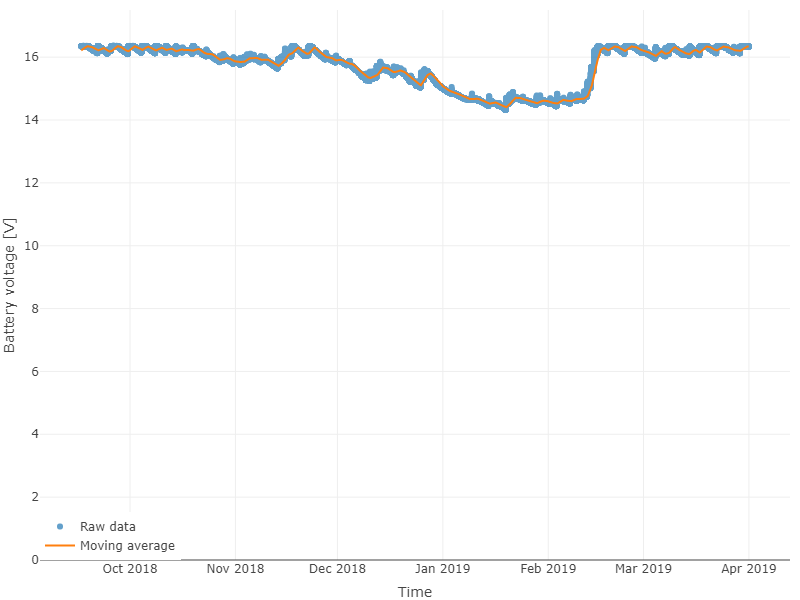 Battery voltage [V]
16
14
12
10
8
6
4
2
0
Raw data
Moving average
Oct 2018 Nov 2018 Dec 2018 Jan 2019 Feb 2019 Mar 2019 Apr 2019
Time